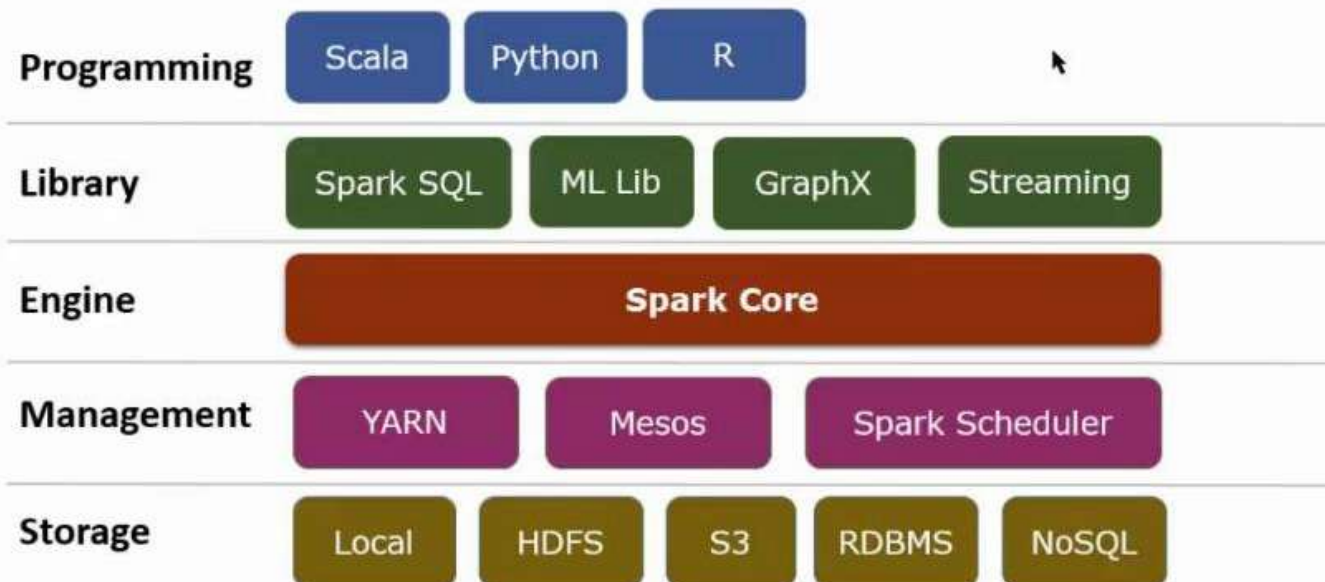 Programming Scala Python R
Library Spark SQL ML Lib GraphX Streaming
Engine Spark Core
Management YARN Mesos Spark Scheduler
Storage Local HDFS S3 RDBMS NoSQL